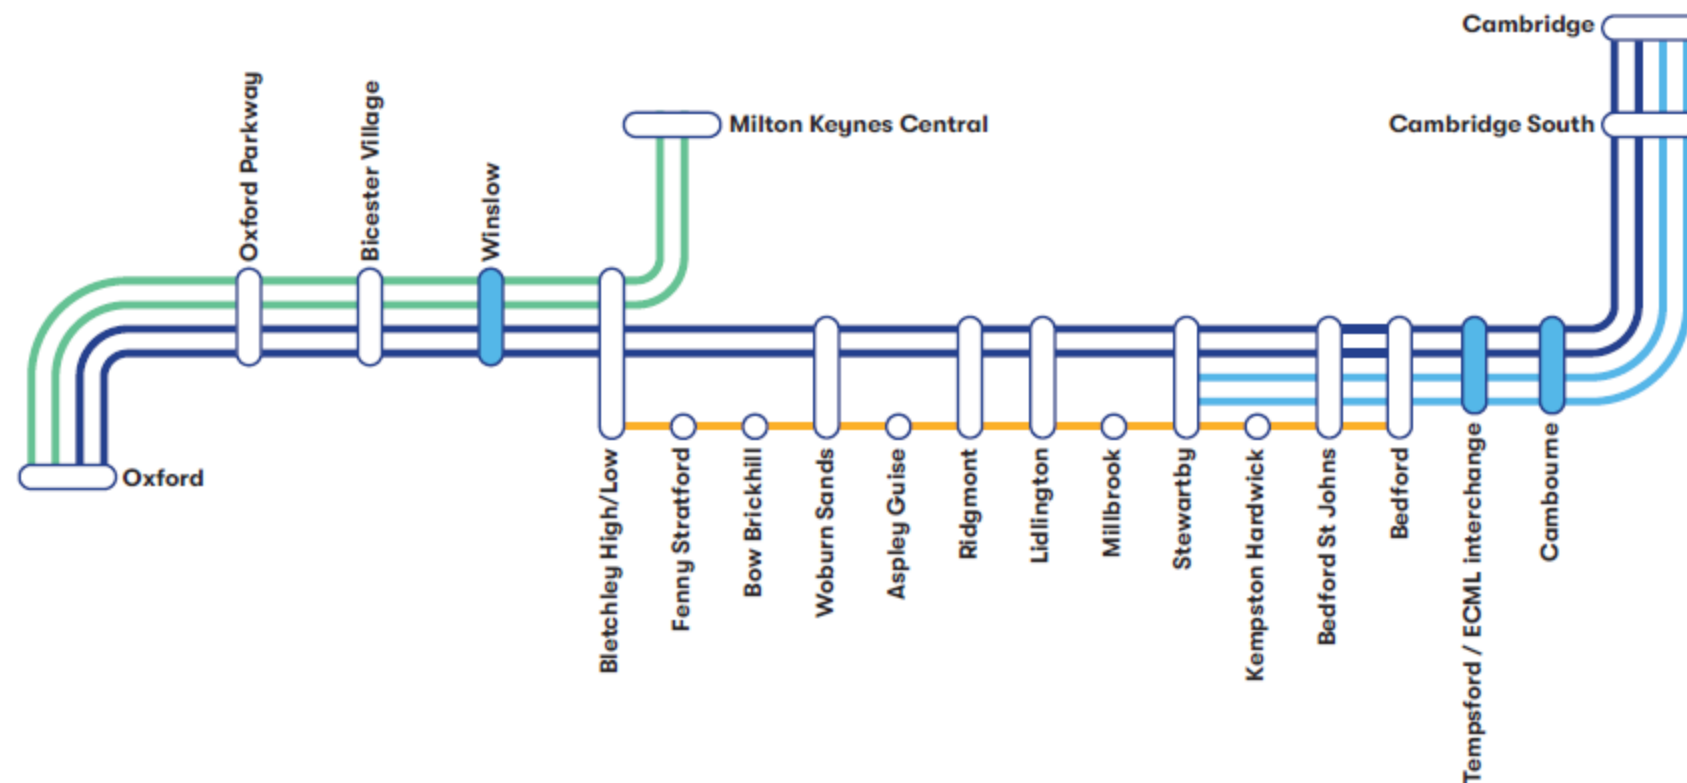 Cambridge
Oxford Parkway
Bicester Village
Winslow
Milton Keynes Central
Cambridge South
Oxford
Bletchley High/Low
Fenny Stratford
Bow Brickhill
Woburn Sands
Aspley Guise
Ridgmont
Lidlington
Millbrook
Stewartby
Kempston Hardwick
Bedford St Johns
Bedford
Tempsford / ECML interchange
Cambourne